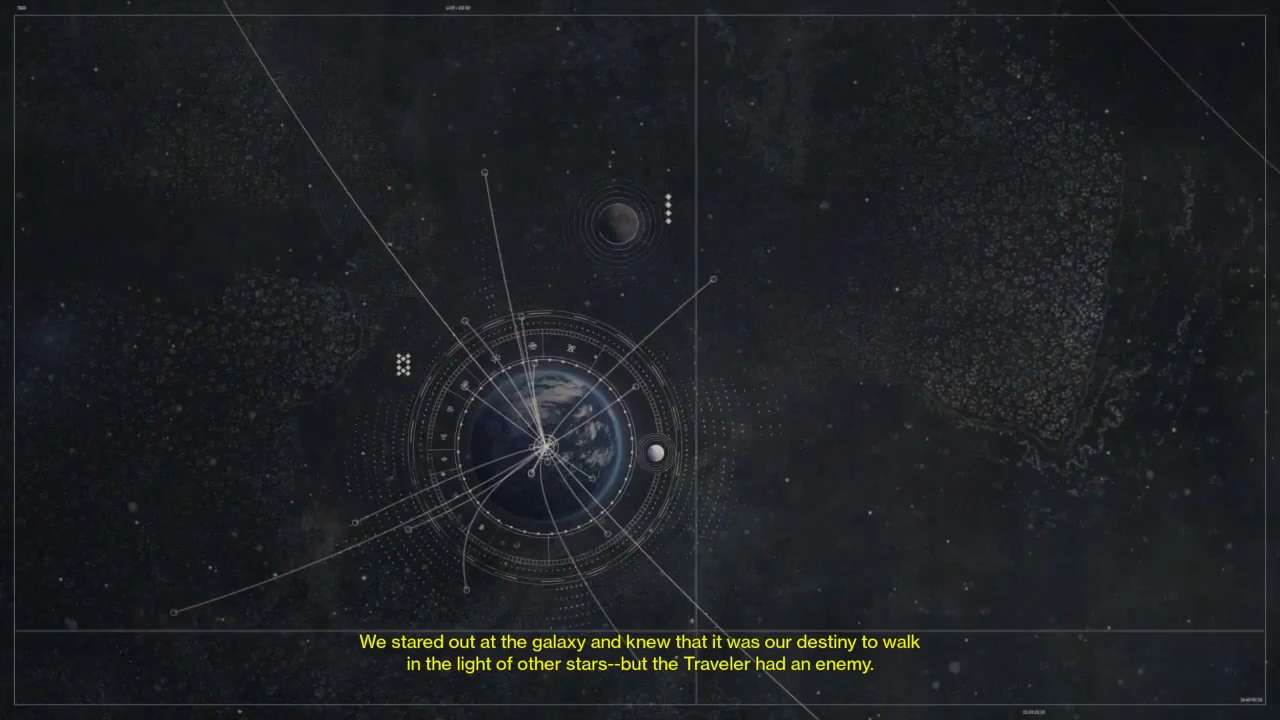 We stared out at the galaxy and knew that it was our destiny to walk
in the light of other stars--but the Traveler had an enemy.